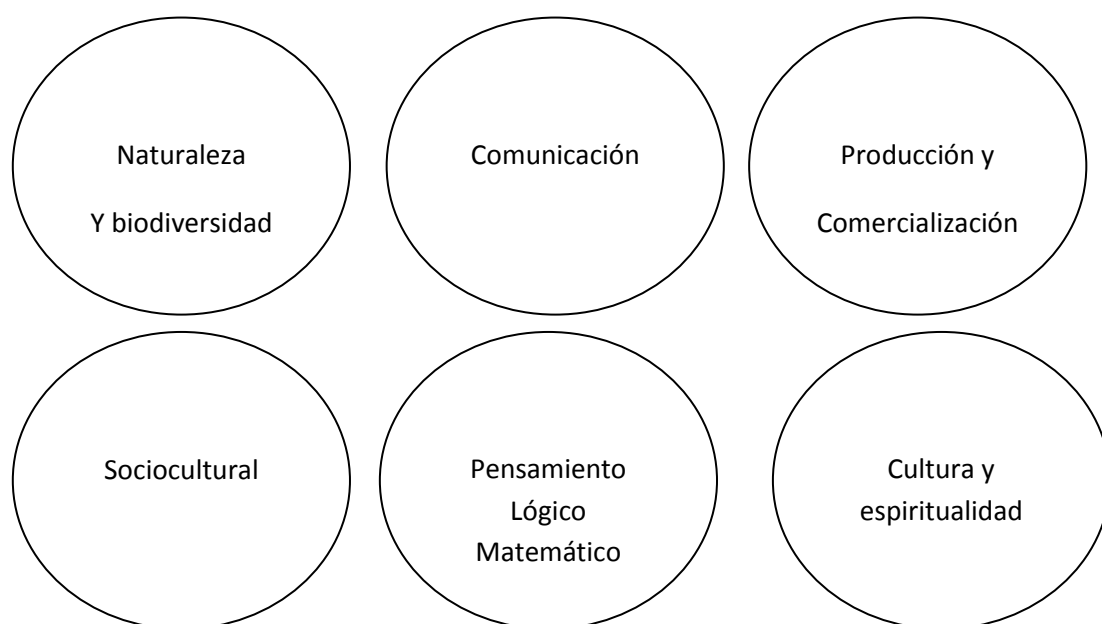 Naturaleza
Y biodiversidad
Comunicación
Producción y
Comercialización
Sociocultural
Pensamiento
Lógico
Matemático
Cultura y
espiritualidad